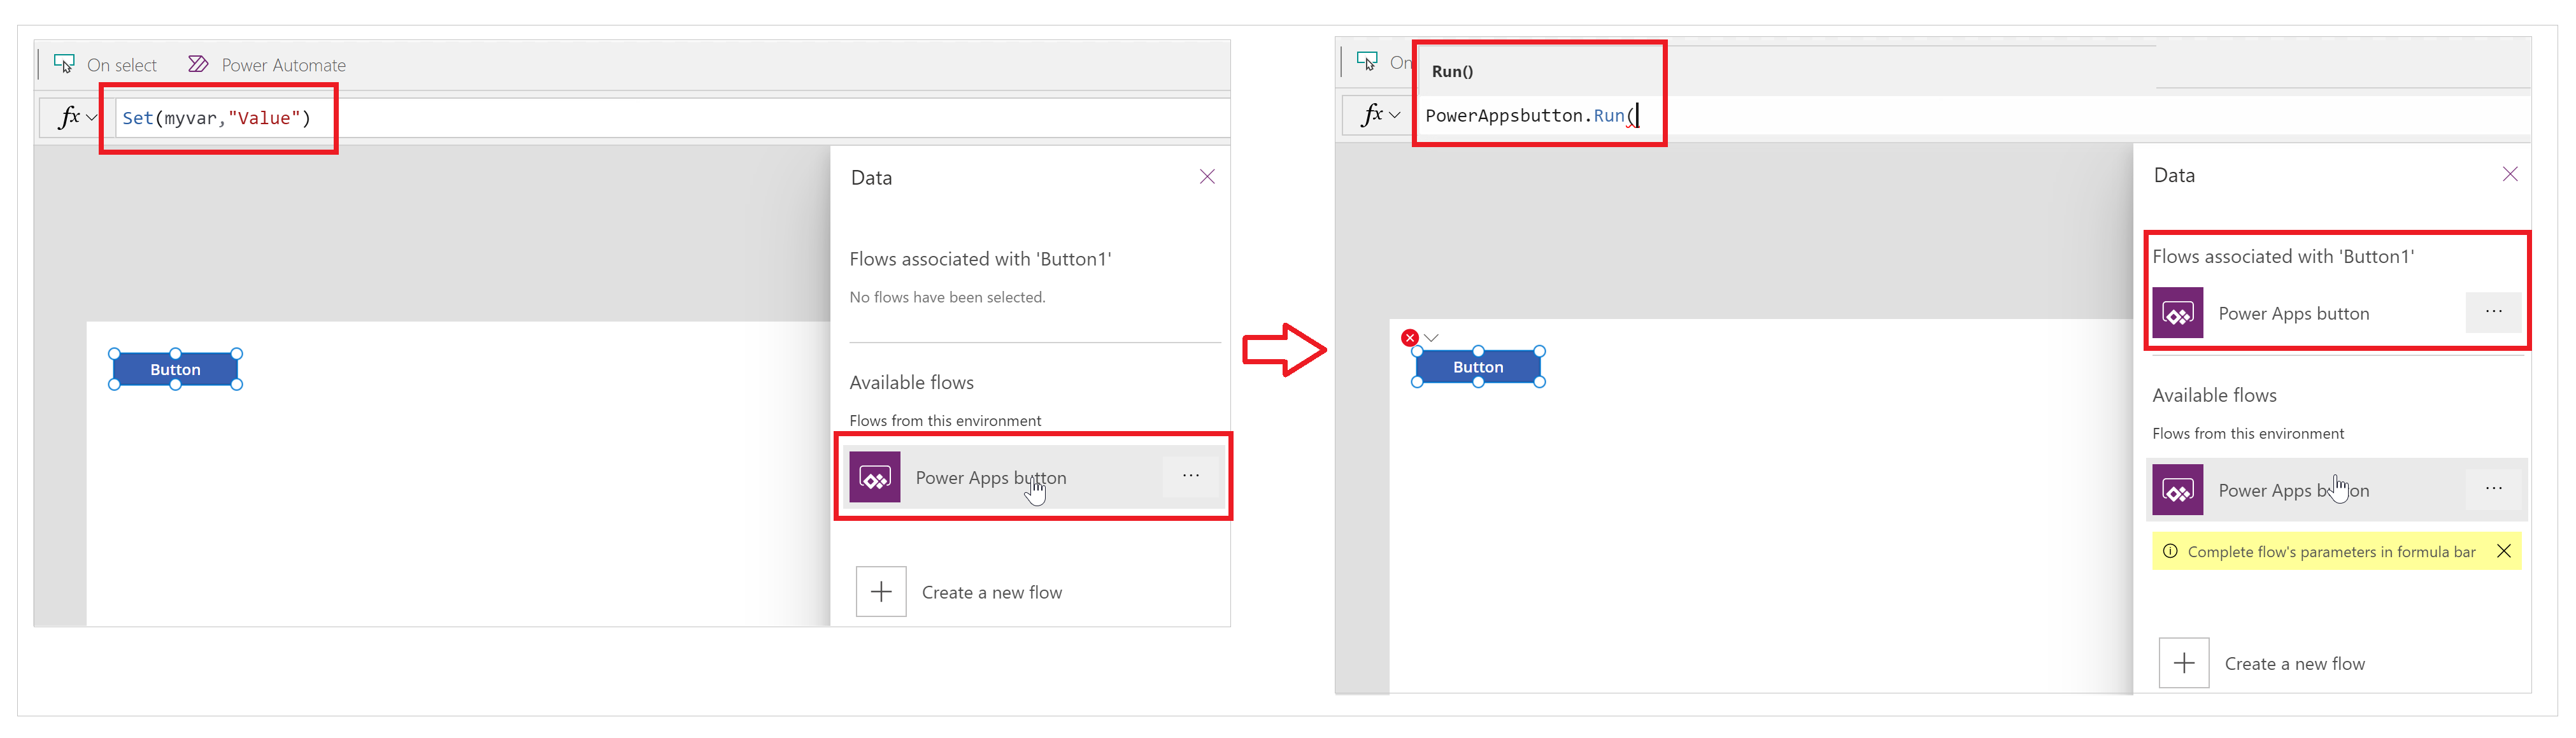 On select
Power Automate
fx
Set(myvar,"Value")
Data
Flows associated with 'Button1'
No flows have been selected.
Button
Available flows
Flows from this environment
Power Apps button
...
Create a new flow
On
Run()
fx
PowerAppsbutton.Run(
Data
Flows associated with 'Button1'
Power Apps button
...
Button
Available flows
Flows from this environment
Power Apps button
...
Complete flow's parameters in formula bar
Create a new flow